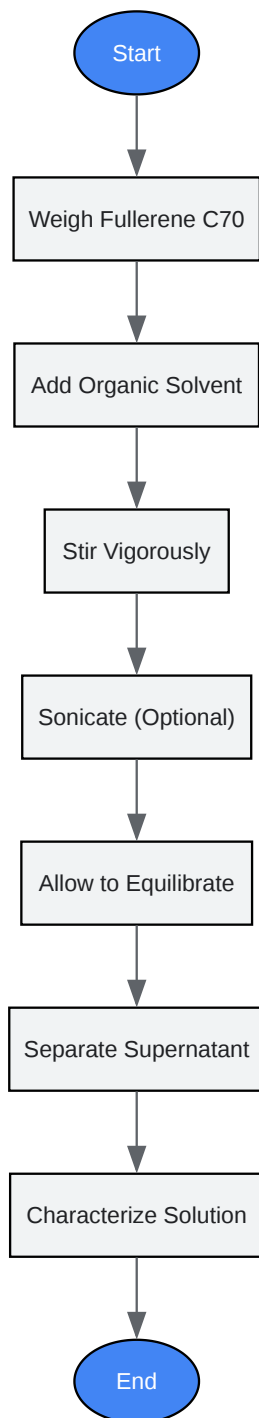 Start
Weigh Fullerene C70
Add Organic Solvent
Stir Vigorously
Sonicate (Optional)
Allow to Equilibrate
Separate Supernatant
Characterize Solution
End